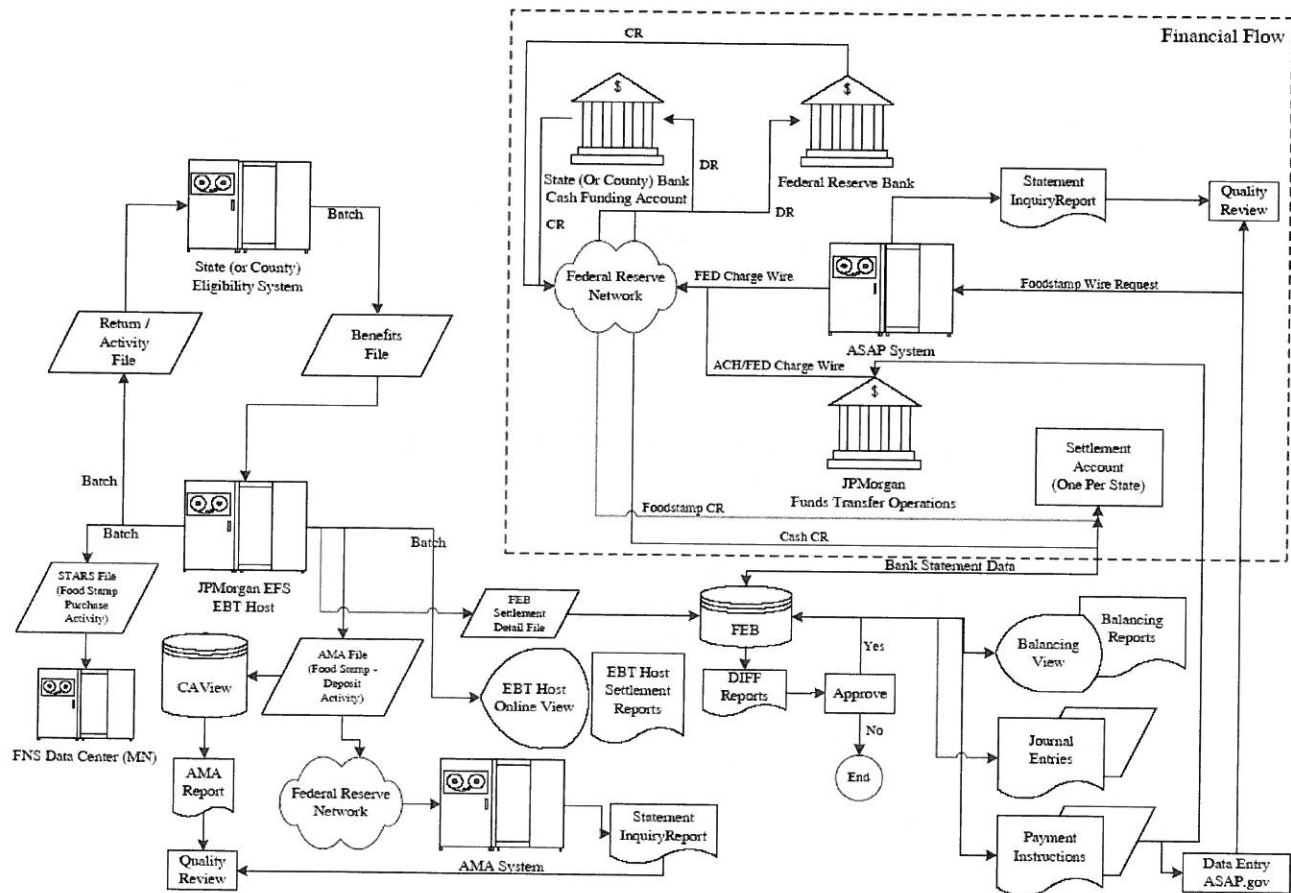 Financial Flow
CR
$
$
DR
State (Or County) Bank
Cash Funding Account
Federal Reserve Bank
DR
CR
Statement
InquiryReport
Quality
Review
Batch
State (or County)
Eligibility System
Federal Reserve
Network
FED Charge Wire
Foodstamp Wire Request
ASAP System
Return /
Activity
File
Benefits
File
ACH/FED Charge Wire
$
JPMorgan
Funds Transfer Operations
Settlement
Account
(One Per State)
Batch
Batch
Batch
Foodstamp CR
Cash CR
JPMorgan EFS
EBT Host
Bank Statement Data
STARS File
(Food Stamp
Purchase
Activity)
FEB
Settlement
Detail File
FEB
Balancing
View
Balancing
Reports
CAView
AMA File
(Food Stamp -
Deposit
Activity)
EBT Host
Online View
EBT Host
Settlement
Reports
DIFF
Reports
Yes
Approve
No
End
FNS Data Center (MN)
Journal
Entries
AMA
Report
Federal Reserve
Network
Statement
InquiryReport
Payment
Instructions
AMA System
Quality
Review
Data Entry
ASAP.gov